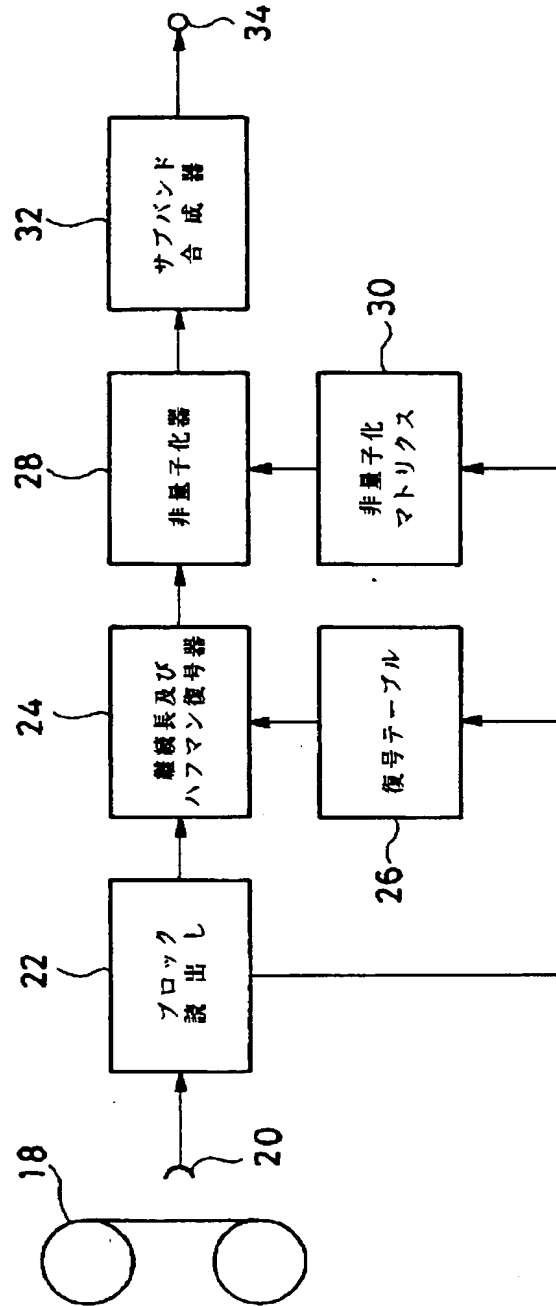 18
20
22
ブロック
読出し
24
継続長及び
ハフマン復号器
26
復号テーブル
28
非量子化器
30
非量子化
マトリクス
32
サブバンド
合成器
34